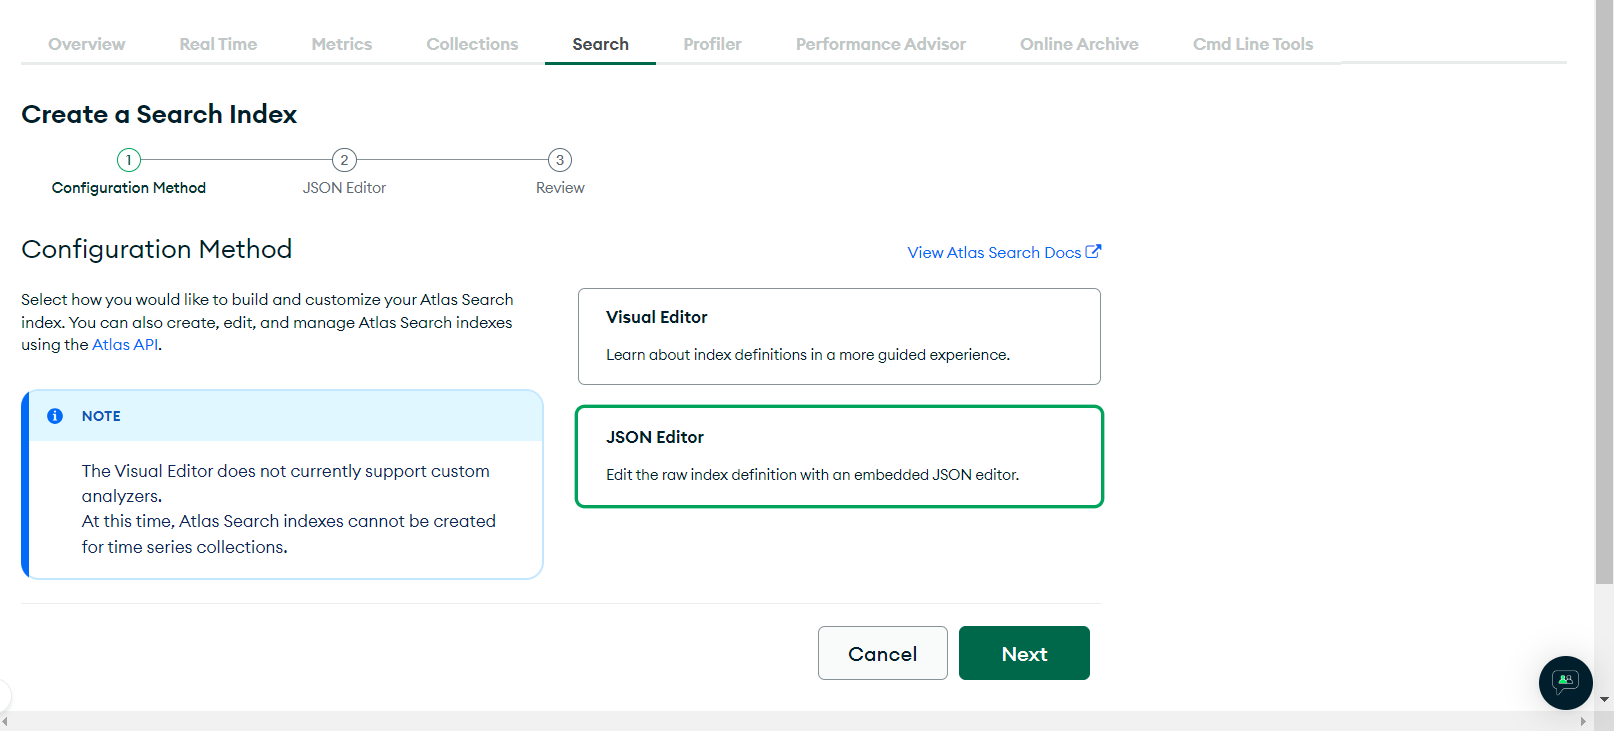 Overview Real Time Metrics Collections Search Profiler Performance Advisor Online Archive Cmd Line Tools
Create a Search Index
1 2 3
Configuration Method JSON Editor Review
Configuration Method
View Atlas Search Docs
Select how you would like to build and customize your Atlas Search
index. You can also create, edit, and manage Atlas Search indexes
using the Atlas API.
NOTE
The Visual Editor does not currently support custom
analyzers.
At this time, Atlas Search indexes cannot be created
for time series collections.
Visual Editor
Learn about index definitions in a more guided experience.
JSON Editor
Edit the raw index definition with an embedded JSON editor.
Cancel Next